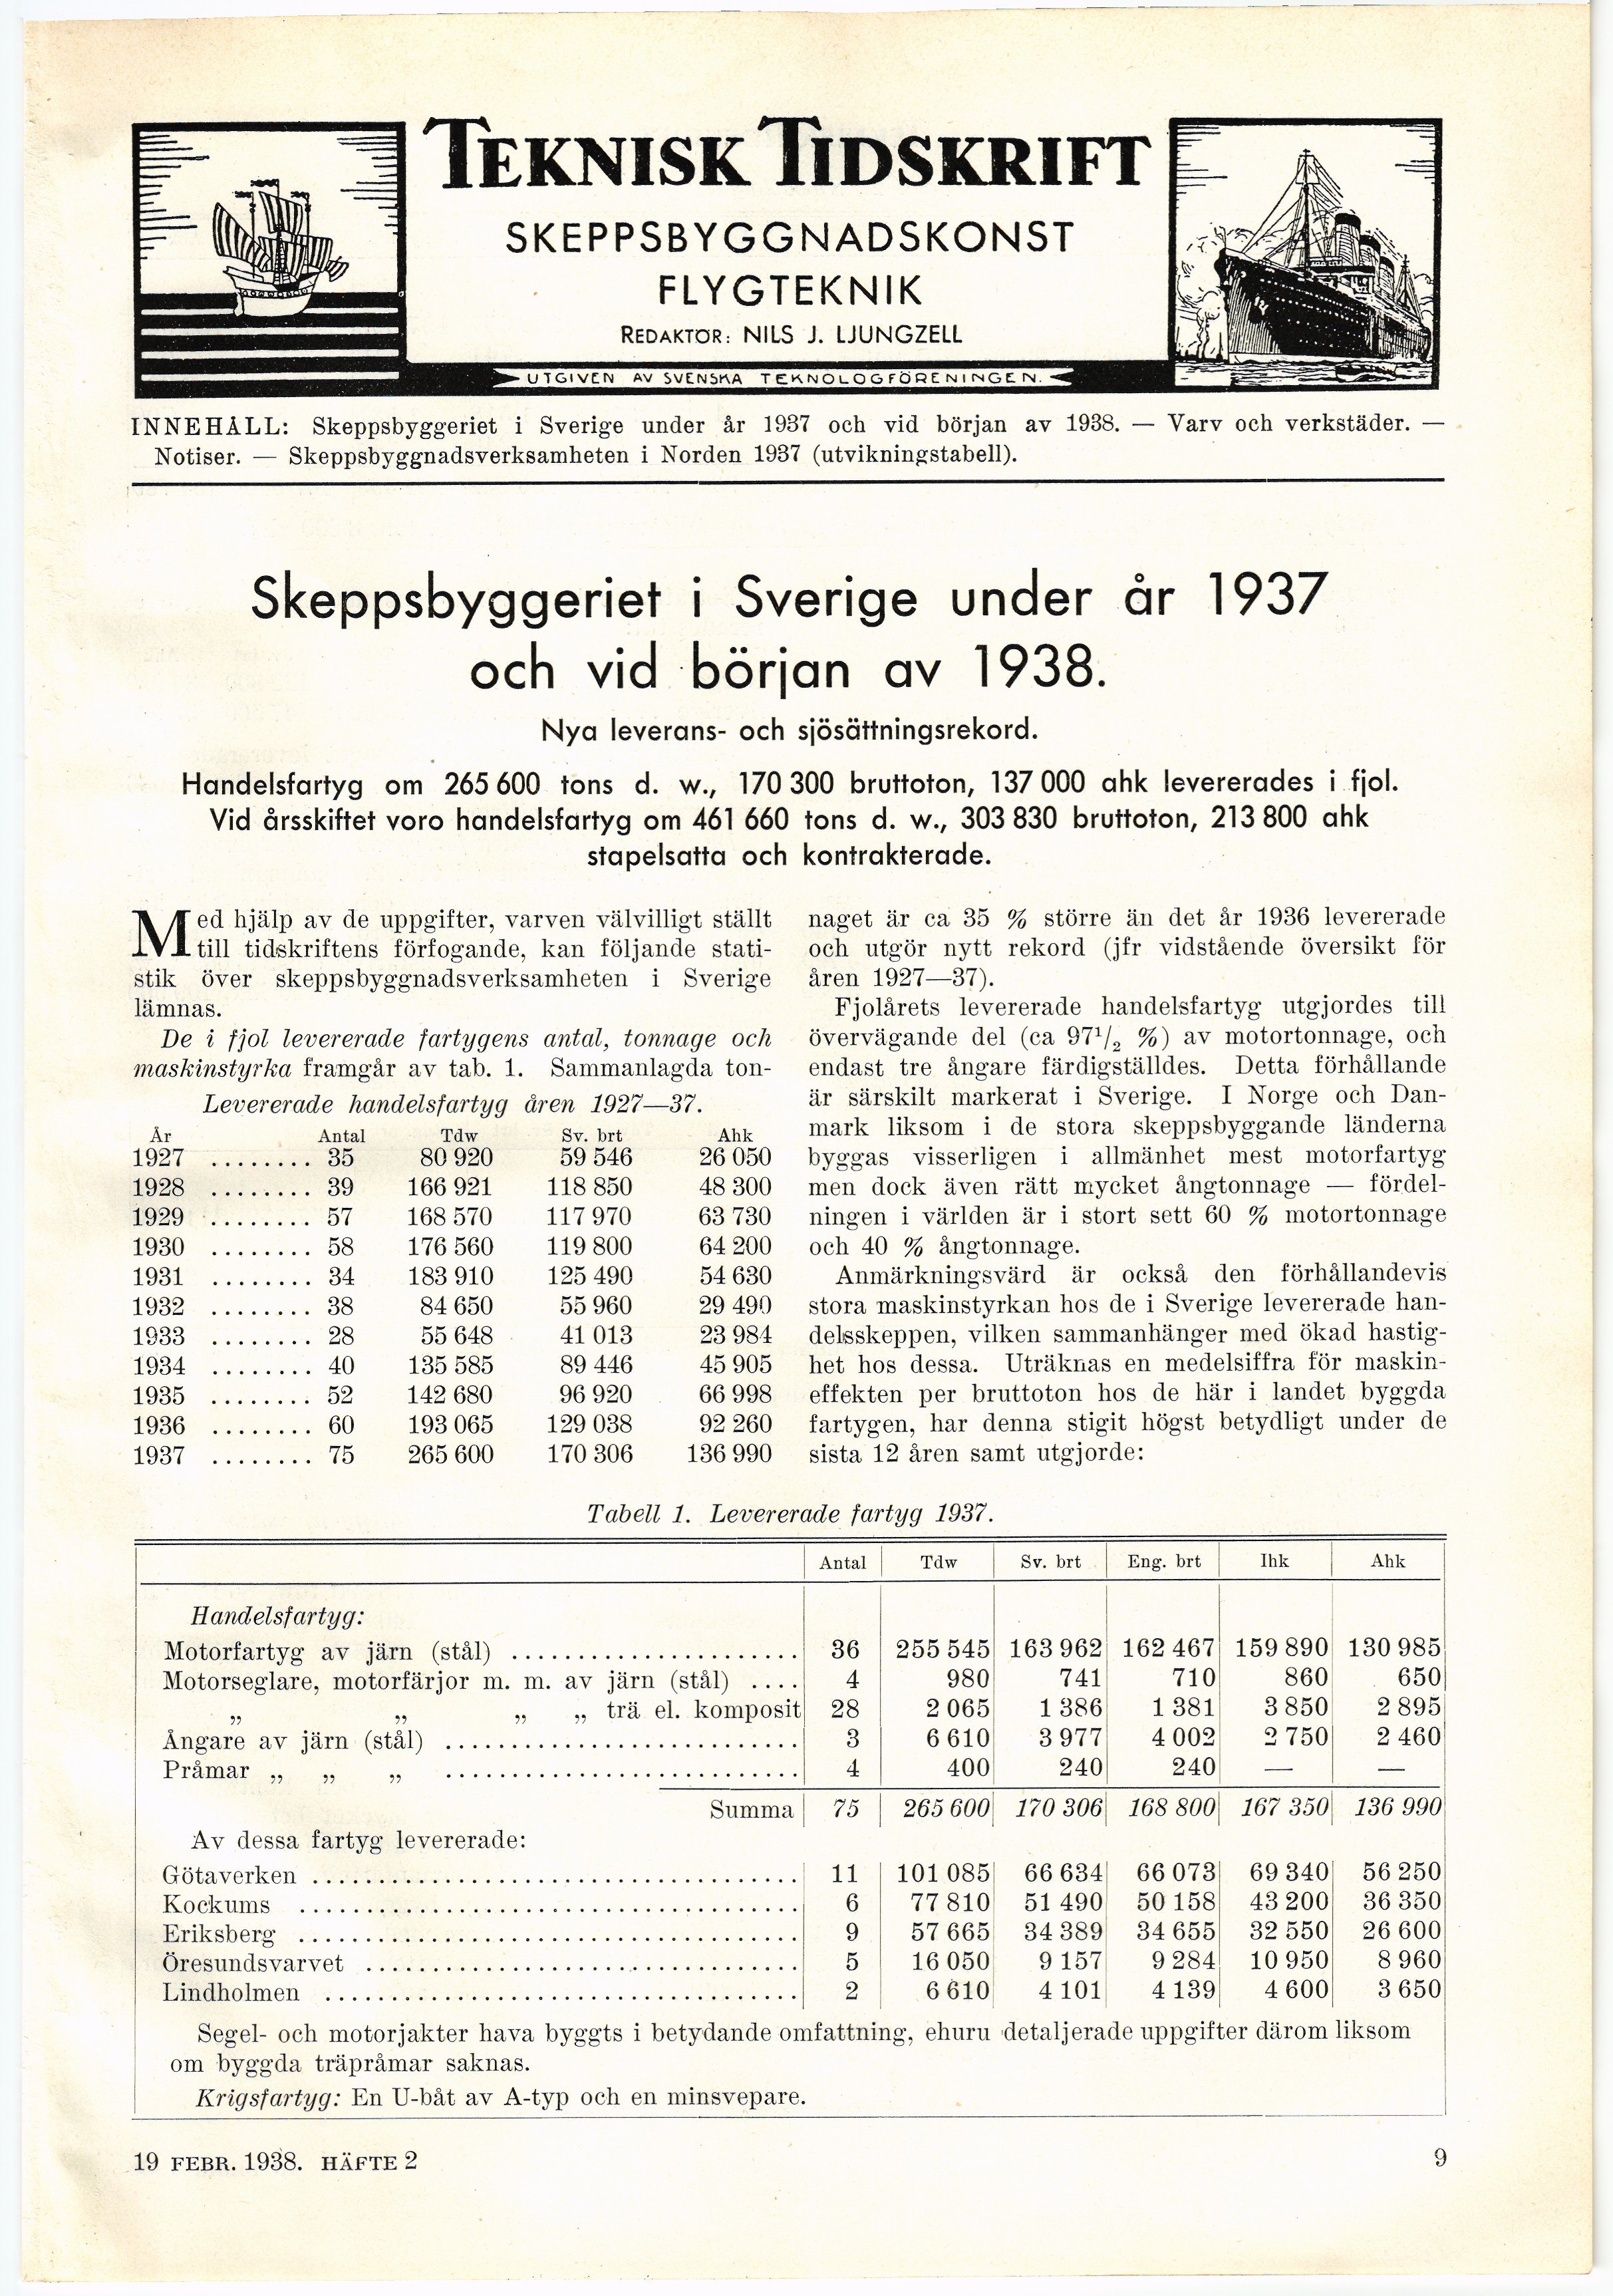 TEKNISK TIDSKRIFT
SKEPPSBYGGNADSKONST
FLYGTEKNIK
REDAKTÖR: NILS J. LJUNGZELL
UTGIVEN AV SVENSKA TEKNOLOGFÖRENINGEN.
INNEHÅLL: Skeppsbyggeriet i Sverige under år 1937 och vid början av 1938. — Varv och verkstäder. —
Notiser. — Skeppsbyggnadsverksamheten i Norden 1937 (utvikningstabell).
Skeppsbyggeriet i Sverige under år 1937
och vid början av 1938.
Nya leverans- och sjösättningsrekord.
Handelsfartyg om 265 600 tons d. w., 170 300 bruttoton, 137 000 ahk levererades i fjol.
Vid årsskiftet voro handelsfartyg om 461 660 tons d. w., 303 830 bruttoton, 213 800 ahk
stapelsatta och kontrakterade.
Med hjälp av de uppgifter, varven välvilligt ställt
till tidskriftens förfogande, kan följande stati-
stik över skeppsbyggnadsverksamheten i Sverige
lämnas.
De i fjol levererade fartygens antal, tonnage och
maskinstyrka framgår av tab. 1. Sammanlagda ton-
Levererade handelsfartyg åren 1927—37.
År Antal Tdw Sv. brt Ahk
1927 ........ 35 80 920 59 546 26 050
1928 ........ 39 166 921 118 850 48 300
1929 ........ 57 168 570 117 970 63 730
1930 ........ 58 176 560 119 800 64 200
1931 ........ 34 183 910 125 490 54 630
1932 ........ 38 84 650 55 960 29 490
1933 ........ 28 55 648 41 013 23 984
1934 ........ 40 135 585 89 446 45 905
1935 ........ 52 142 680 96 920 66 998
1936 ........ 60 193 065 129 038 92 260
1937 ........ 75 265 600 170 306 136 990
naget är ca 35 % större än det år 1936 levererade
och utgör nytt rekord (jfr vidstående översikt för
åren 1927—37).
Fjolårets levererade handelsfartyg utgjordes till
övervägande del (ca 97¹/₂ %) av motortonnage, och
endast tre ångare färdigställdes. Detta förhållande
är särskilt markerat i Sverige. I Norge och Dan-
mark liksom i de stora skeppsbyggande länderna
byggas visserligen i allmänhet mest motorfartyg
men dock även rätt mycket ångtonnage — fördel-
ningen i världen är i stort sett 60 % motortonnage
och 40 % ångtonnage.
Anmärkningsvärd är också den förhållandevis
stora maskinstyrkan hos de i Sverige levererade han-
delsskeppen, vilken sammanhänger med ökad hastig-
het hos dessa. Uträknas en medelsiffra för maskin-
effekten per bruttoton hos de här i landet byggda
fartygen, har denna stigit högst betydligt under de
sista 12 åren samt utgjorde:
Tabell 1. Levererade fartyg 1937.
Antal Tdw Sv. brt Eng. brt Ihk Ahk
Handelsfartyg:
Motorfartyg av järn (stål) ...................... 36 255 545 163 962 162 467 159 890 130 985
Motorseglare, motorfärjor m. m. av järn (stål) .... 4 980 741 710 860 650
„ „ „ „ trä el. komposit 28 2 065 1 386 1 381 3 850 2 895
Ångare av järn (stål) ........................... 3 6 610 3 977 4 002 2 750 2 460
Pråmar „ „ „ ........................... 4 400 240 240 — —
Summa 75 265 600 170 306 168 800 167 350 136 990
Av dessa fartyg levererade:
Götaverken ..................................... 11 101 085 66 634 66 073 69 340 56 250
Kockums ...................................... 6 77 810 51 490 50 158 43 200 36 350
Eriksberg ...................................... 9 57 665 34 389 34 655 32 550 26 600
Öresundsvarvet ................................. 5 16 050 9 157 9 284 10 950 8 960
Lindholmen .................................... 2 6 610 4 101 4 139 4 600 3 650
Segel- och motorjakter hava byggts i betydande omfattning, ehuru detaljerade uppgifter därom liksom
om byggda träpråmar saknas.
Krigsfartyg: En U-båt av A-typ och en minsvepare.
19 FEBR. 1938. HÄFTE 2 9